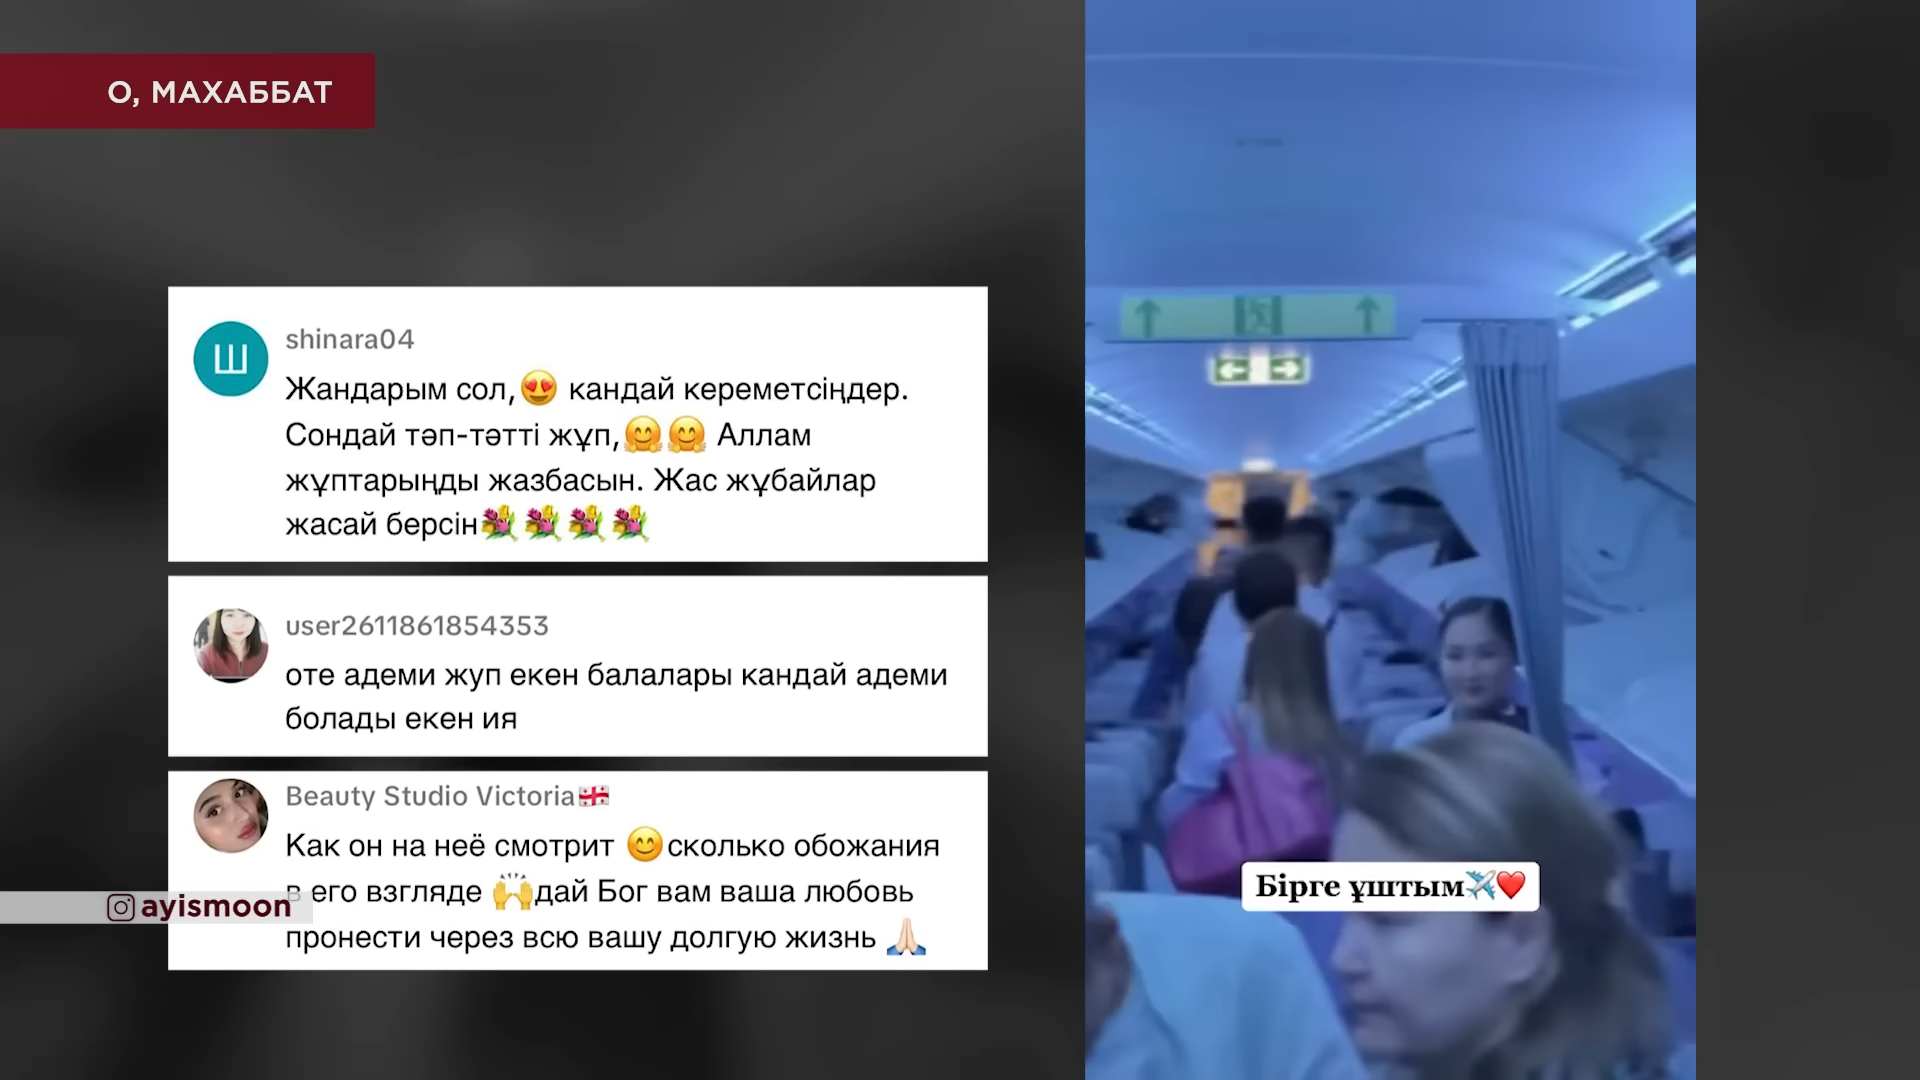 О, МАХАББАТ
Ш
shinara04
Жандарым сол,😍 кандай кереметсіңдер.
Сондай тәп-тәтті жұп,🤗🤗 Аллам
жұптарыңды жазбасын. Жас жұбайлар
жасай берсін💐💐💐💐
user2611861854353
оте адеми жуп екен балалары кандай адеми
болады екен ия
Beauty Studio Victoria🇬🇪
Как он на неё смотрит 😊сколько обожания
в его взгляде 🙌дай Бог вам ваша любовь
пронести через всю вашу долгую жизнь 🙏🏻
ayismoon
Бірге ұштым✈️❤️